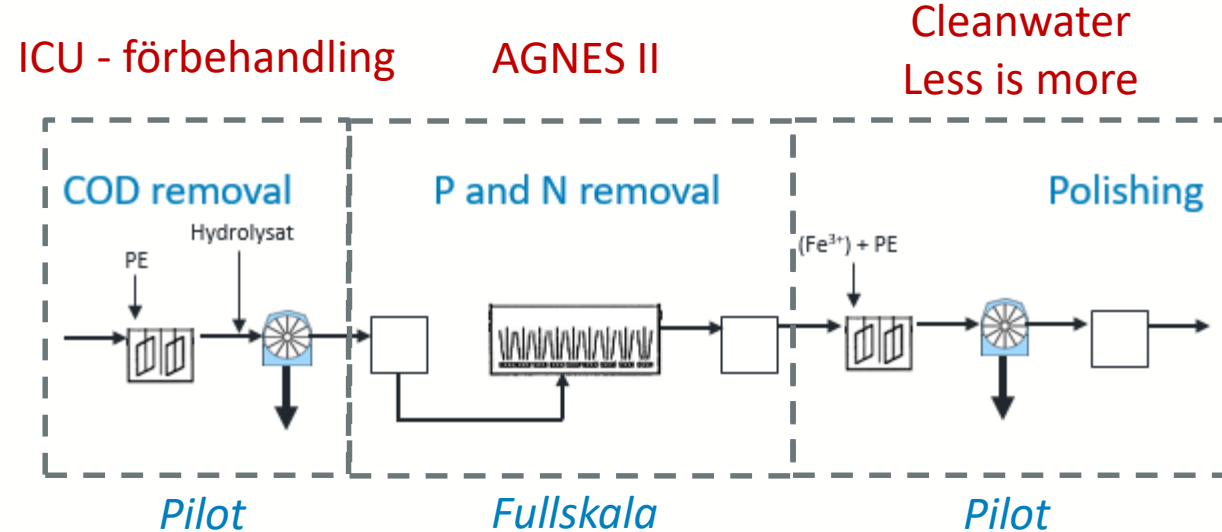 ICU - förbehandling
AGNES II
Cleanwater
Less is more
COD removal
P and N removal
Polishing
Hydrolysat
PE
(Fe³⁺) + PE
Pilot
Fullskala
Pilot